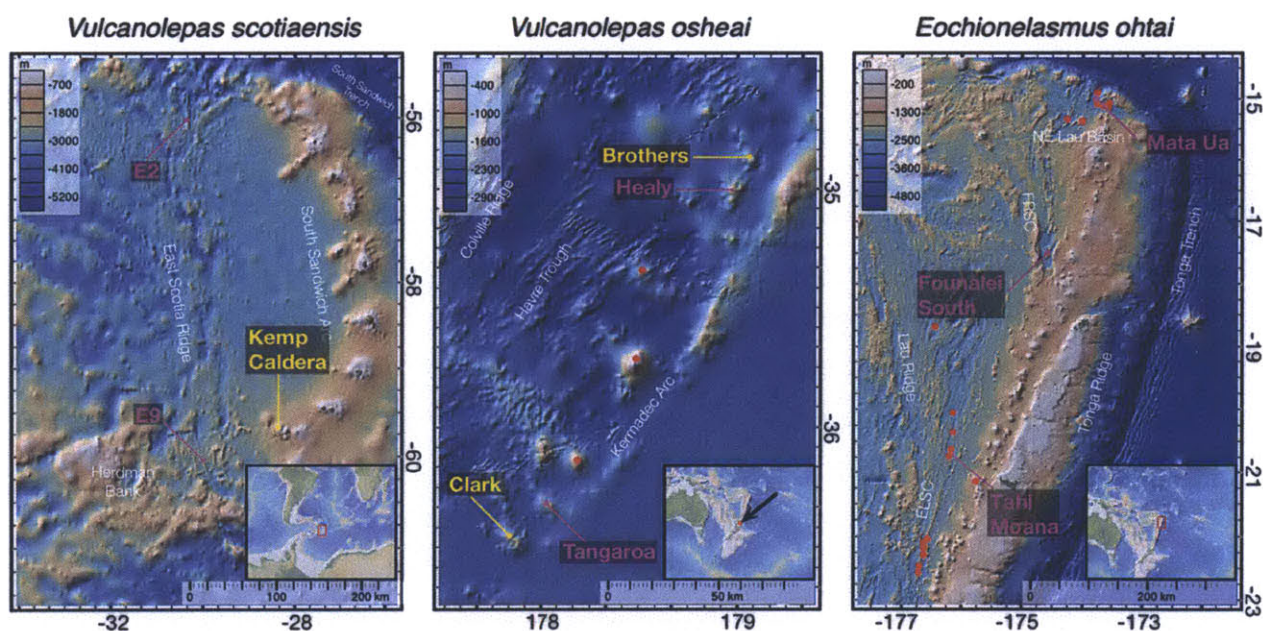 Vulcanolepas scotiaensis
m
-700
-1800
-3000
-4100
-5200
South Sandwich
Trench
E2
East Scotia Ridge
South Sandwich Arc
Kemp
Caldera
E9
Herdman
Bank
0 100 200 km
-56
-58
-60
-32
-28
Vulcanolepas osheai
m
-400
-1000
-1600
-2300
-2900
Brothers
Healy
Colville Ridge
Havre Trough
Kermadec Arc
Clark
Tangaroa
0 50 km
-35
-36
178
179
Eochionelasmus ohtai
m
-200
-1300
-2500
-3600
-4800
NE Lau Basin
Mata Ua
FRSC
Tonga Trench
Founalei
South
Lau Ridge
Tonga Ridge
ELSC
Tahi
Moana
0 200 km
-15
-17
-19
-21
-23
-177
-175
-173